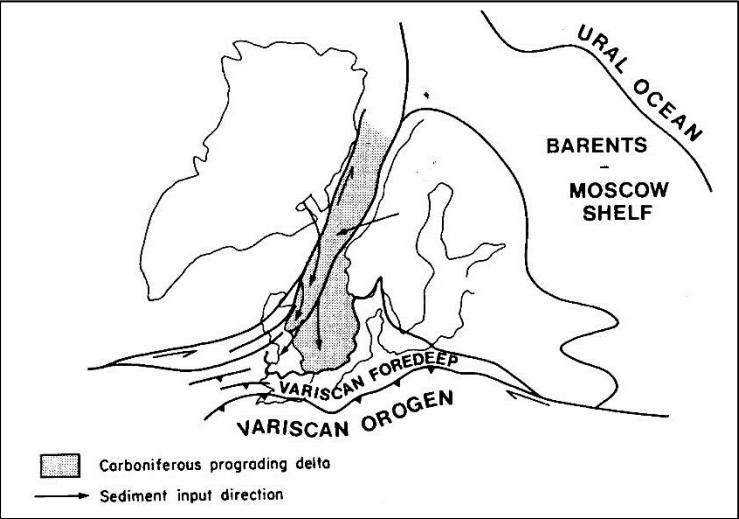 URAL OCEAN
BARENTS
-
MOSCOW
SHELF
VARISCAN FOREDEEP
VARISCAN OROGEN
Carboniferous prograding delta
Sediment input direction